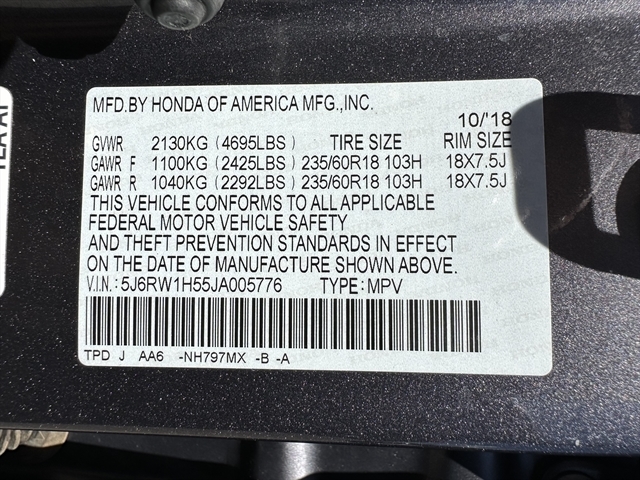 MFD.BY HONDA OF AMERICA MFG.,INC.
10/'18
GVWR 2130KG (4695LBS) TIRE SIZE RIM SIZE
GAWR F 1100KG (2425LBS) 235/60R18 103H 18X7.5J
GAWR R 1040KG (2292LBS) 235/60R18 103H 18X7.5J
THIS VEHICLE CONFORMS TO ALL APPLICABLE
FEDERAL MOTOR VEHICLE SAFETY
AND THEFT PREVENTION STANDARDS IN EFFECT
ON THE DATE OF MANUFACTURE SHOWN ABOVE.
V.I.N.: 5J6RW1H55JA005776 TYPE: MPV
TPD J AA6 -NH797MX -B -A